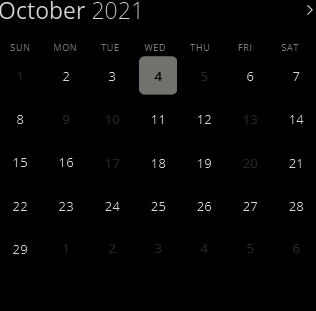 October 2021
SUN MON TUE WED THU FRI SAT
1 2 3 4 5 6 7
8 9 10 11 12 13 14
15 16 17 18 19 20 21
22 23 24 25 26 27 28
29 1 2 3 4 5 6